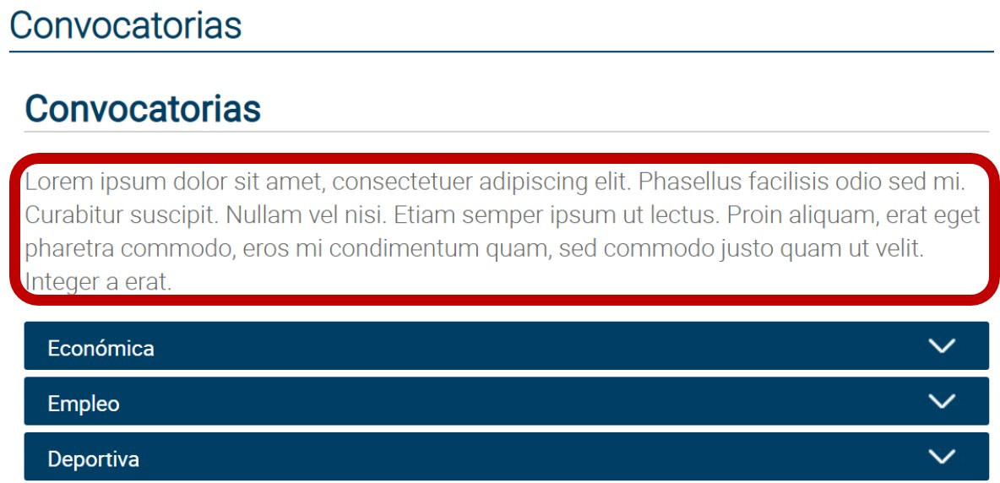 Convocatorias
Convocatorias
Lorem ipsum dolor sit amet, consectetuer adipiscing elit. Phasellus facilisis odio sed mi.
Curabitur suscipit. Nullam vel nisi. Etiam semper ipsum ut lectus. Proin aliquam, erat eget
pharetra commodo, eros mi condimentum quam, sed commodo justo quam ut velit.
Integer a erat.
Económica
Empleo
Deportiva